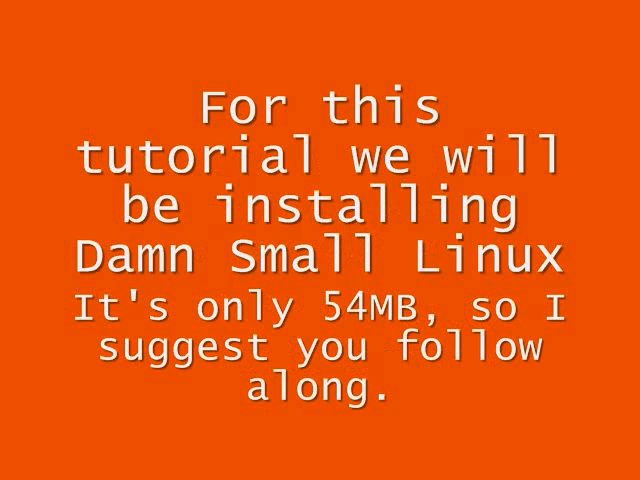 For this
tutorial we will
be installing
Damn Small Linux
It's only 54MB, so I
suggest you follow
along.